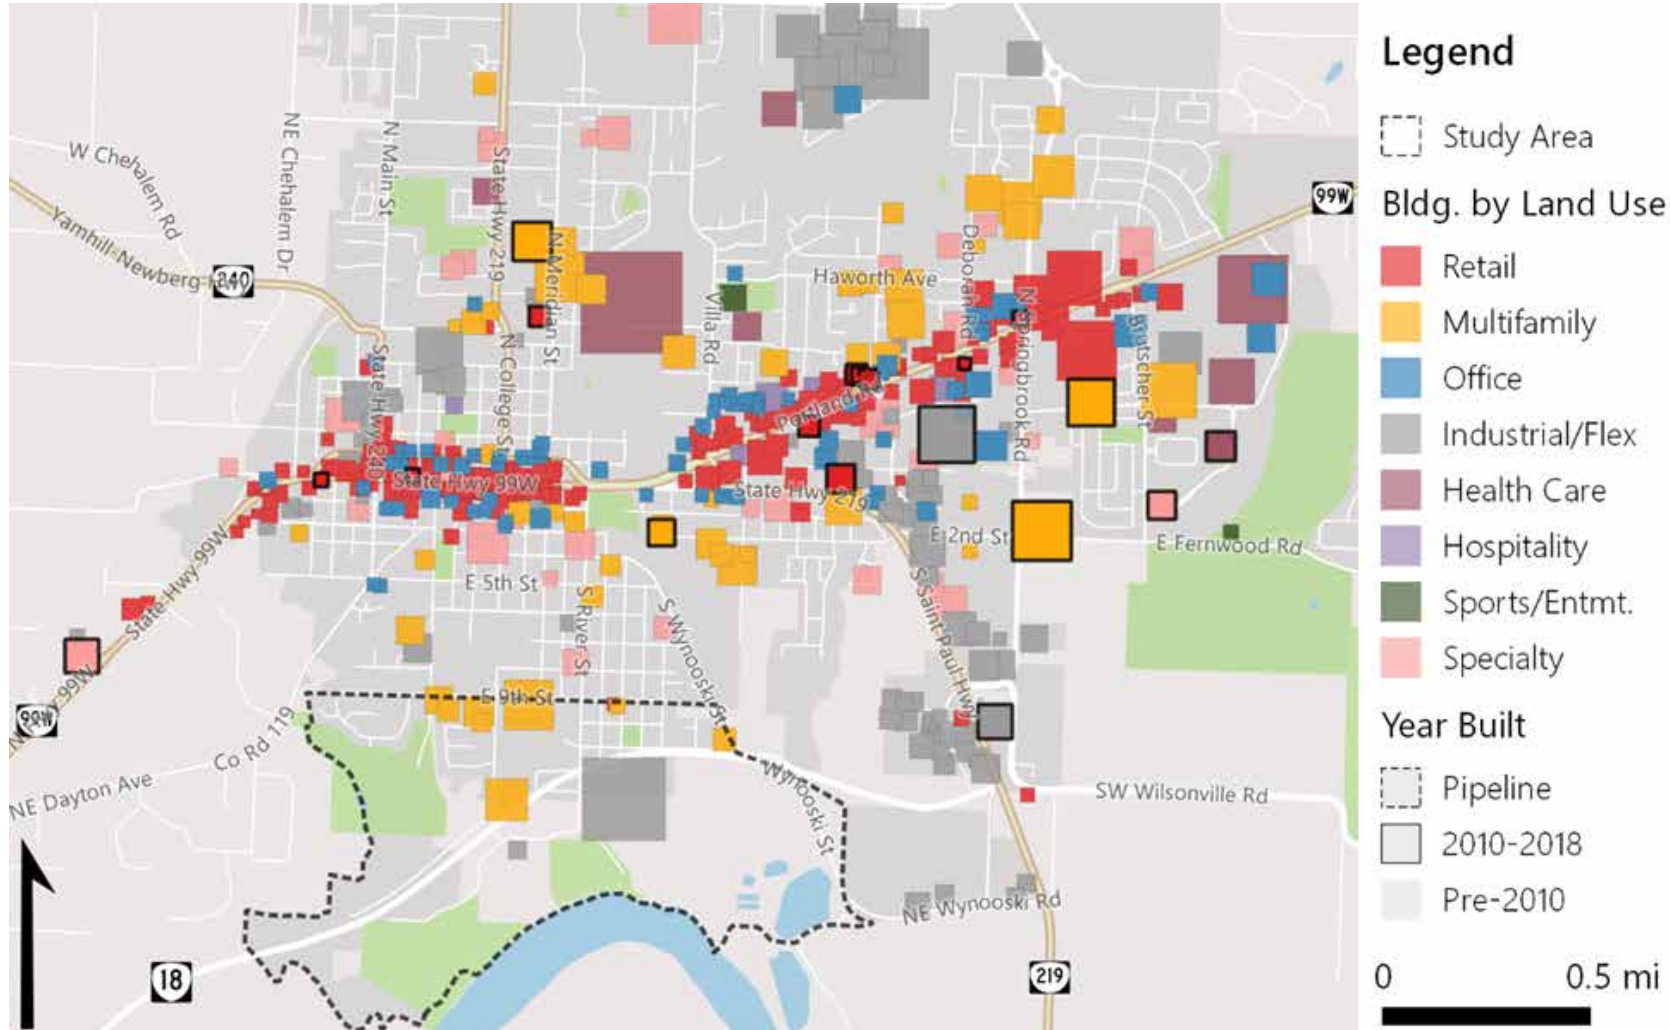 Legend
Study Area
Bldg. by Land Use
Retail
Multifamily
Office
Industrial/Flex
Health Care
Hospitality
Sports/Entmt.
Specialty
Year Built
Pipeline
2010-2018
Pre-2010
0 0.5 mi
W Chehalem Rd
NE Chehalem Dr
N Main St
State Hwy 219
99W
Yamhill-Newberg
240
N Meridian St
Haworth Ave
Deborah Rd
Villa Rd
N Springbrook Rd
Brutscher St
State Hwy 240
N College St
Portland Rd
State Hwy 99W
State Hwy 219
State Hwy 99W
E 2nd St
E Fernwood Rd
E 5th St
S River St
S Wynooski St
S Saint Paul Hwy
99W
99W
E 9th St
Co Rd 119
NE Dayton Ave
Wynooski St
SW Wilsonville Rd
NE Wynooski Rd
18
219